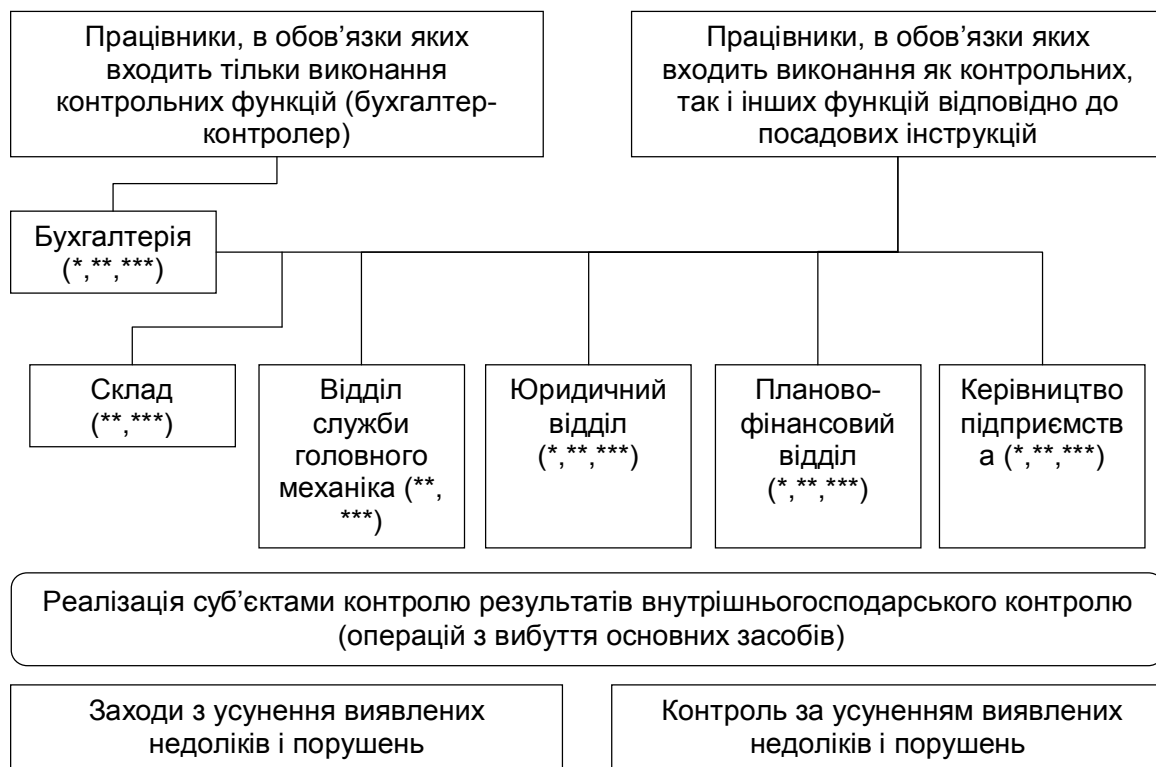 Працівники, в обов’язки яких
входить тільки виконання
контрольних функцій (бухгалтер-
контролер)
Працівники, в обов’язки яких
входить виконання як контрольних,
так і інших функцій відповідно до
посадових інструкцій
Бухгалтерія
(*,**,***)
Склад
(**,***)
Відділ
служби
головного
механіка (**,
***)
Юридичний
відділ
(*,**,***)
Планово-
фінансовий
відділ
(*,**,***)
Керівництво
підприємств
а (*,**,***)
Реалізація суб’єктами контролю результатів внутрішньогосподарського контролю
(операцій з вибуття основних засобів)
Заходи з усунення виявлених
недоліків і порушень
Контроль за усуненням виявлених
недоліків і порушень